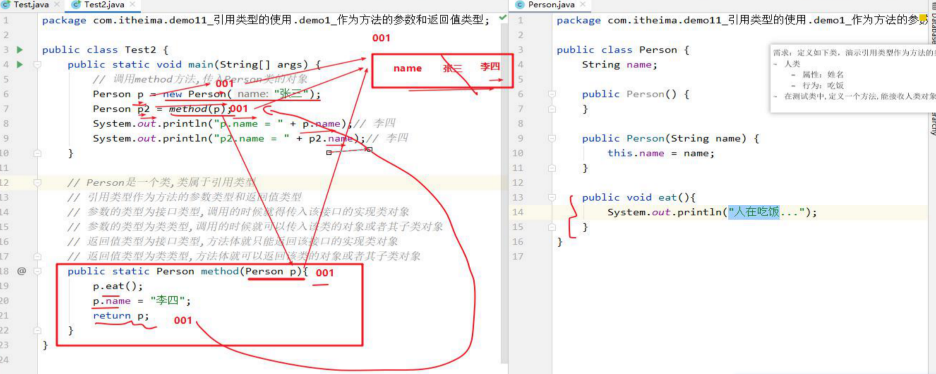 Test.java
Test2.java
package com.itheima.demo11_引用类型的使用.demo1_作为方法的参数和返回值类型;
001
public class Test2 {
public static void main(String[] args) {
name 张三 李四
// 调用method方法,传入Person类的对象
001
Person p = new Person( name: "张三");
Person p2 = method(p);
001
System.out.println("p.name = " + p.name);// 李四
System.out.println("p2.name = " + p2.name);// 李四
}
// Person是一个类,类属于引用类型
// 引用类型作为方法的参数类型和返回值类型
// 参数的类型为接口类型,调用的时候就得传入该接口的实现类对象
// 参数的类型为类类型,调用的时候就可以传入该类的对象或者其子类对象
// 返回值类型为接口类型,方法体就只能返回该接口的实现类对象
// 返回值类型为类类型,方法体就可以返回该类的对象或者其子类对象
public static Person method(Person p){
001
p.eat();
p.name = "李四";
return p;
001
}
}
1
2
3
4
5
6
7
8
9
10
11
12
13
14
15
16
17
18 @
19
20
21
22
23
24
Person.java
package com.itheima.demo11_引用类型的使用.demo1_作为方法的参数
public class Person {
String name;
public Person() {
}
public Person(String name) {
this.name = name;
}
public void eat(){
System.out.println("人在吃饭...");
}
}
1
2
3
4
5
6
7
8
9
10
11
12
13
14
15
16
17
需求: 定义如下类, 演示引用类型作为方法的
- 人类
- 属性: 姓名
- 行为: 吃饭
- 在测试类中,定义一个方法,能接收人类对象